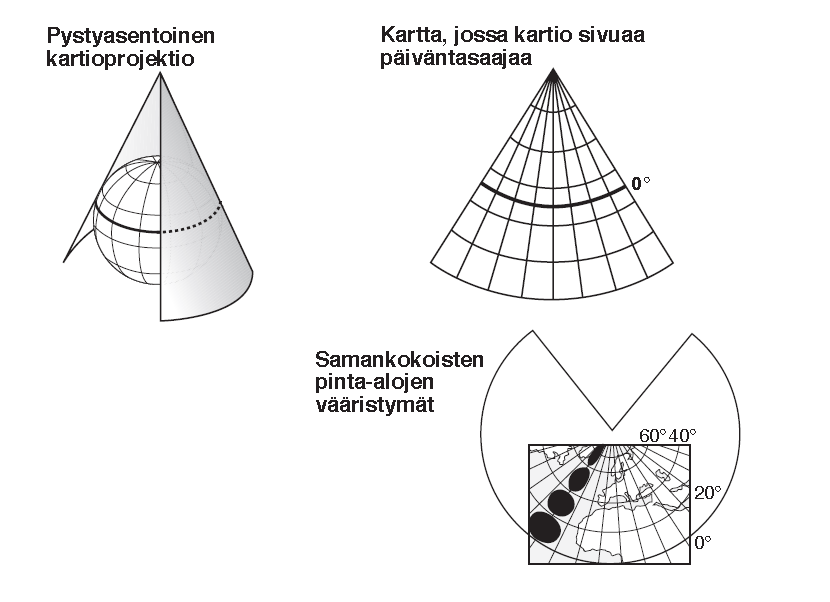 Pystyasentoinen
kartioprojektio
Kartta, jossa kartio sivuaa
päiväntasaajaa
0°
Samankokoisten
pinta-alojen
vääristymät
60° 40°
20°
0°